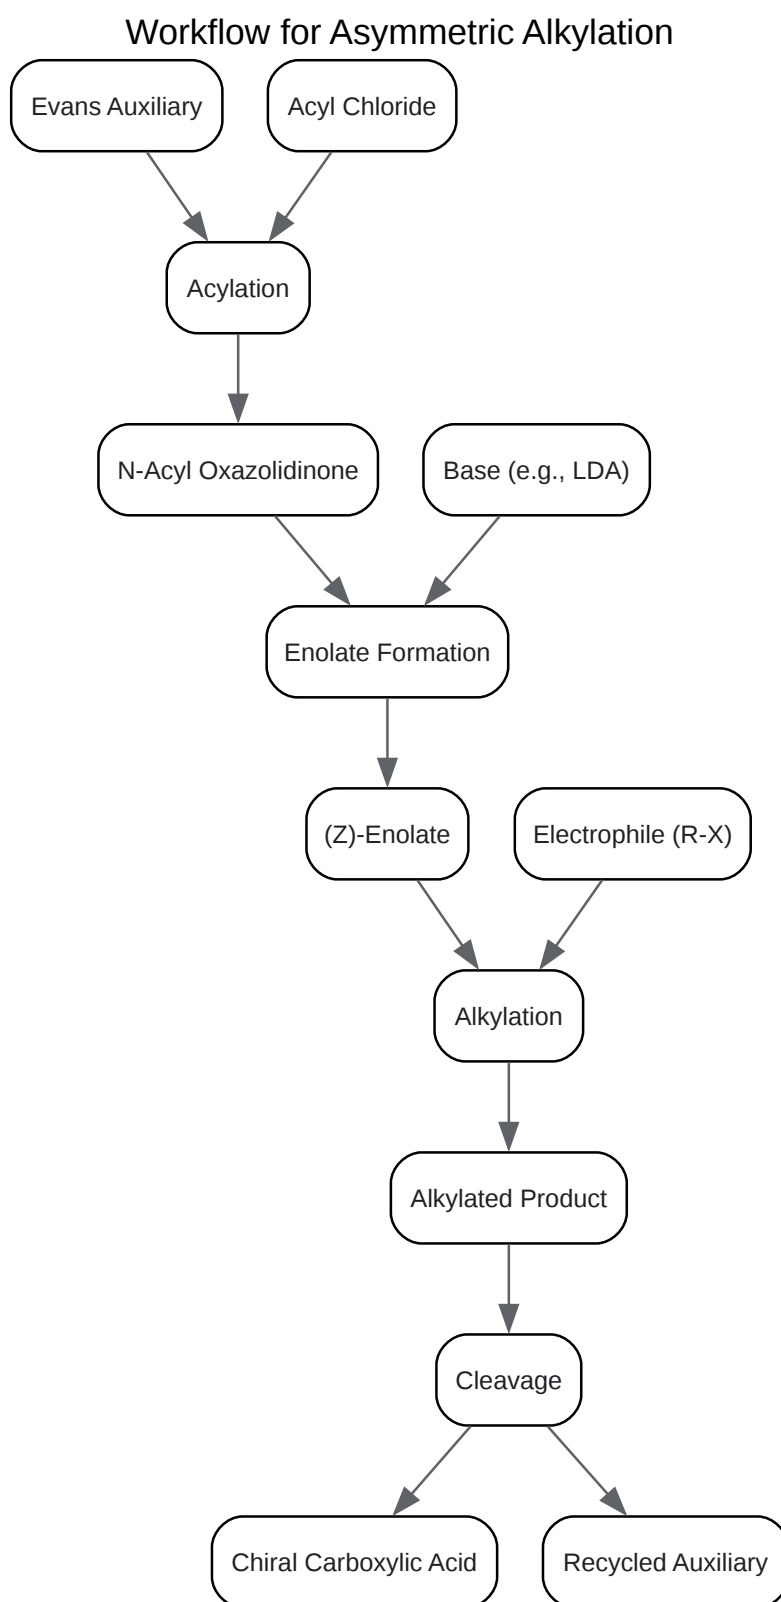 Workflow for Asymmetric Alkylation
Evans Auxiliary
Acyl Chloride
Acylation
N-Acyl Oxazolidinone
Base (e.g., LDA)
Enolate Formation
(Z)-Enolate
Electrophile (R-X)
Alkylation
Alkylated Product
Cleavage
Chiral Carboxylic Acid
Recycled Auxiliary